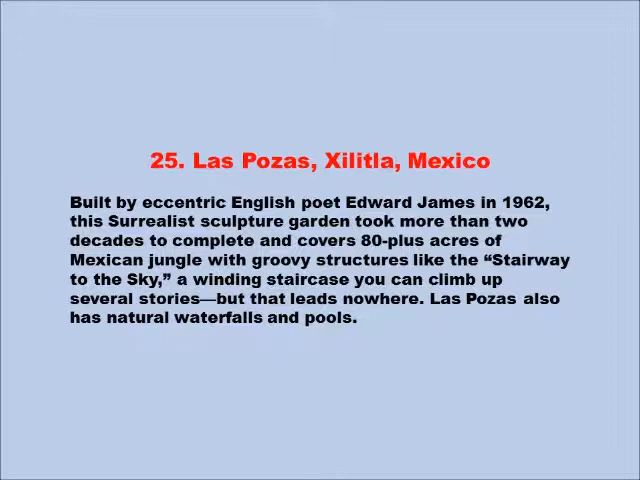 25. Las Pozas, Xilitla, Mexico
Built by eccentric English poet Edward James in 1962,
this Surrealist sculpture garden took more than two
decades to complete and covers 80-plus acres of
Mexican jungle with groovy structures like the “Stairway
to the Sky,” a winding staircase you can climb up
several stories—but that leads nowhere. Las Pozas also
has natural waterfalls and pools.